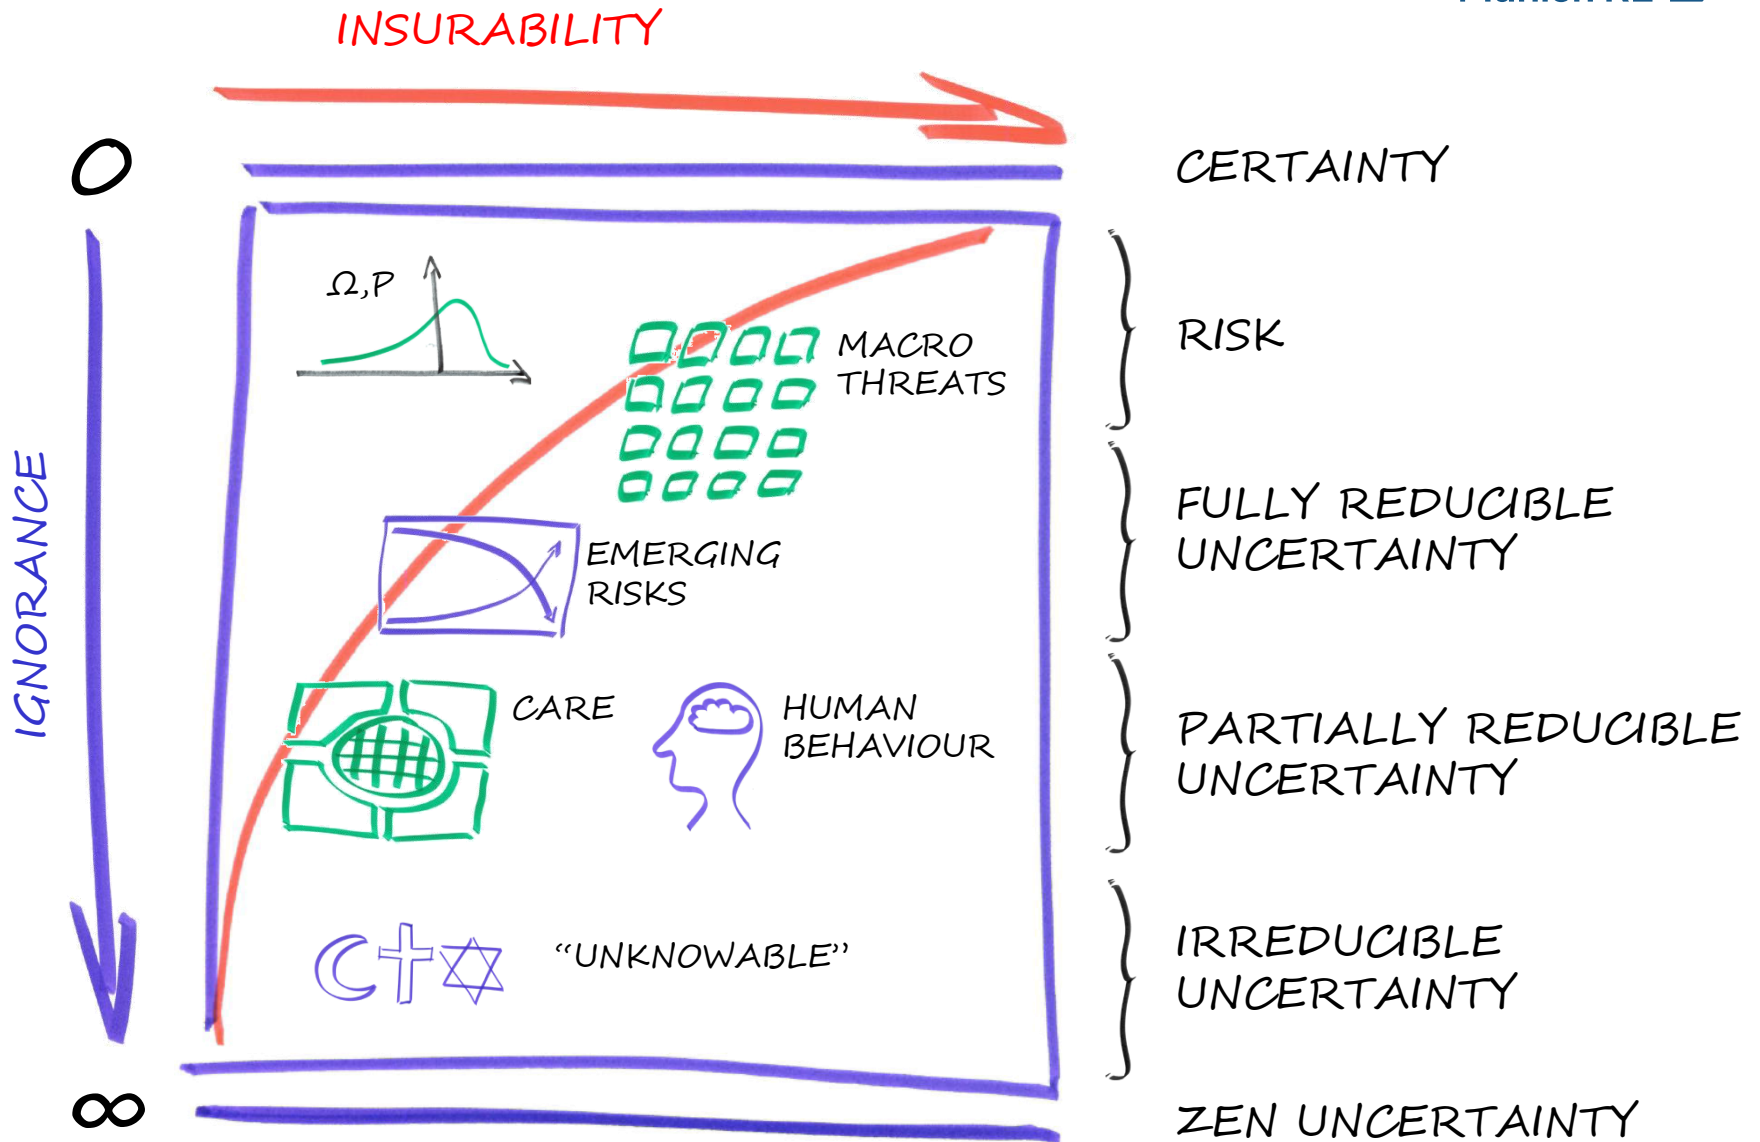 INSURABILITY
O
CERTAINTY
Ω,P
RISK
MACRO
THREATS
IGNORANCE
FULLY REDUCIBLE
UNCERTAINTY
EMERGING
RISKS
CARE
HUMAN
BEHAVIOUR
PARTIALLY REDUCIBLE
UNCERTAINTY
"UNKNOWABLE"
IRREDUCIBLE
UNCERTAINTY
∞
ZEN UNCERTAINTY